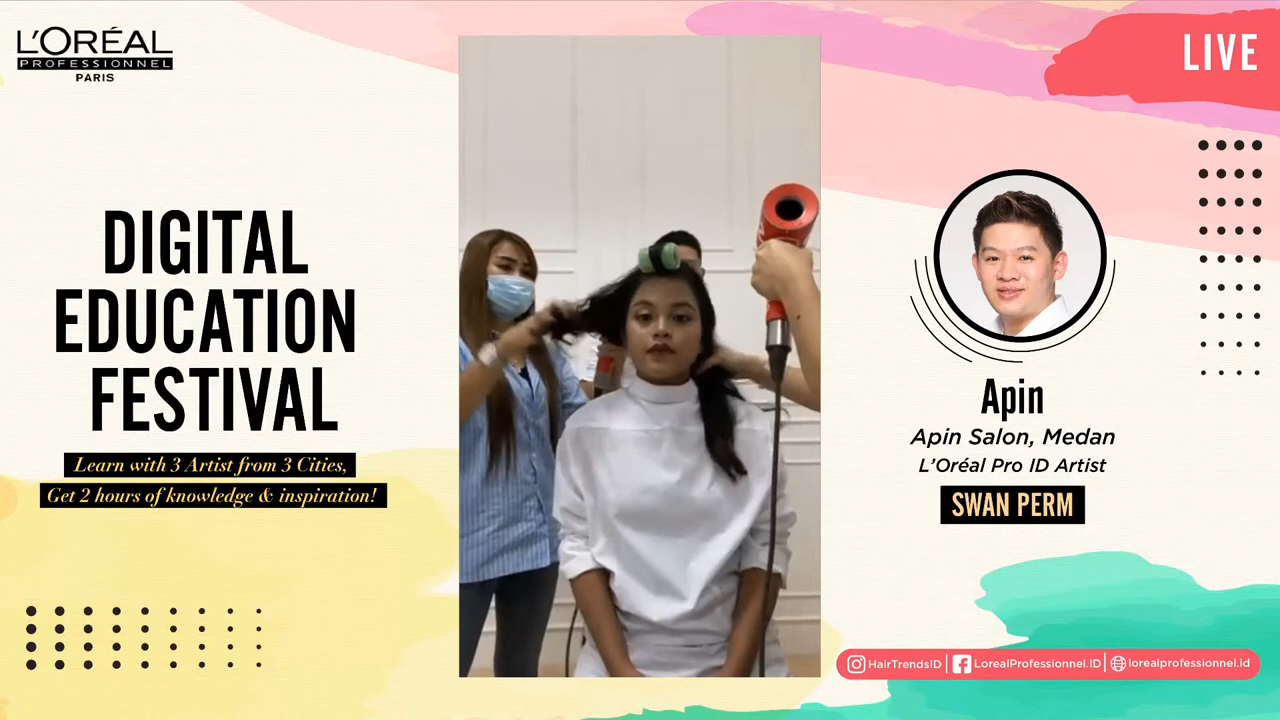 L'ORÉAL
PROFESSIONNEL
PARIS
LIVE
DIGITAL
EDUCATION
FESTIVAL
Learn with 3 Artist from 3 Cities,
Get 2 hours of knowledge & inspiration!
Apin
Apin Salon, Medan
L'Oréal Pro ID Artist
SWAN PERM
HairTrendsID | LorealProfessionnel.ID | lorealprofessionnel.id